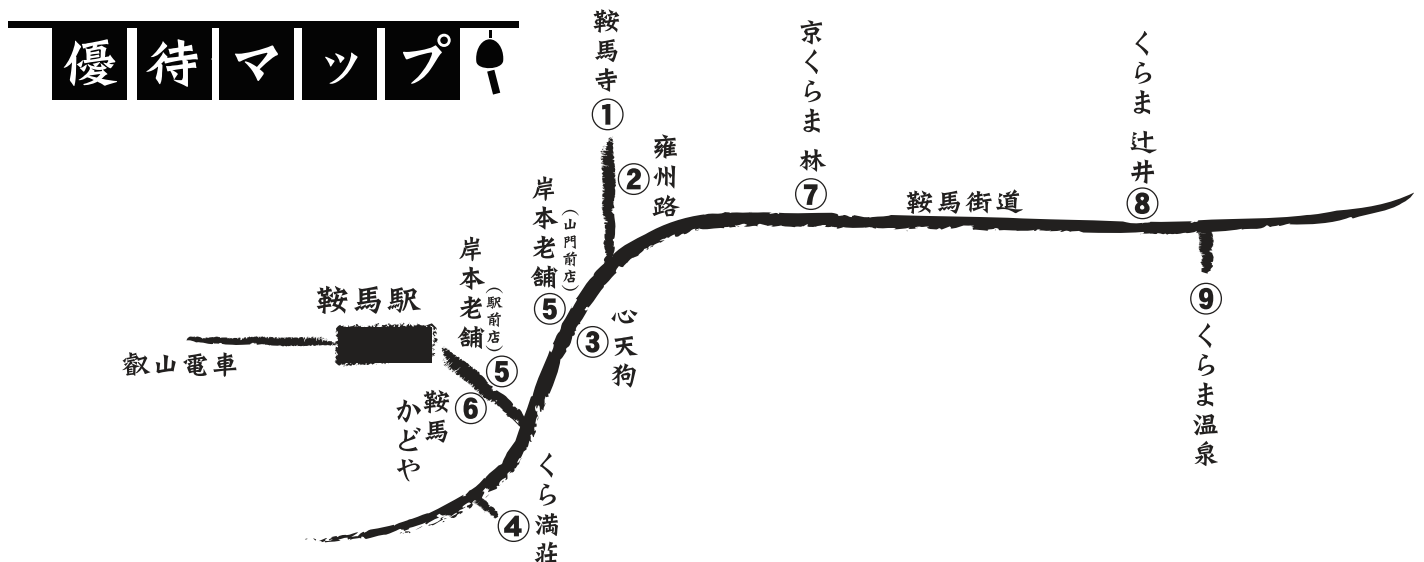 優待マップ
鞍馬寺
①
雍州路
②
京くらま 林
⑦
鞍馬街道
くらま 辻井
⑧
⑨
くらま温泉
岸本老舗
(山門前店)
⑤
心天狗
③
岸本老舗
(駅前店)
⑤
鞍馬駅
叡山電車
鞍馬
かどや
⑥
くら満荘
④